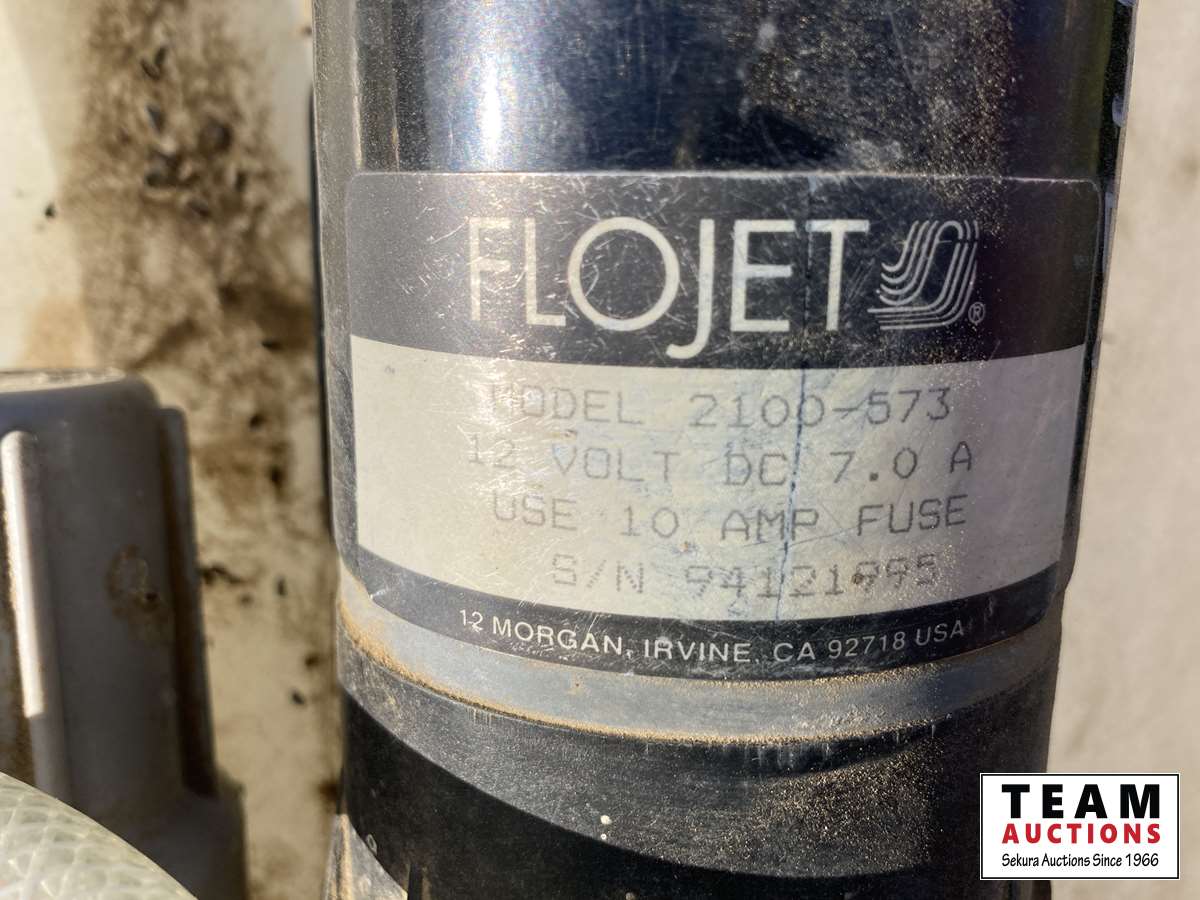 FLOJET ®
MODEL 2100-573
12 VOLT DC 7.0 A
USE 10 AMP FUSE
S/N 94121995
12 MORGAN, IRVINE, CA 92718 USA
TEAM
AUCTIONS
Sekura Auctions Since 1966